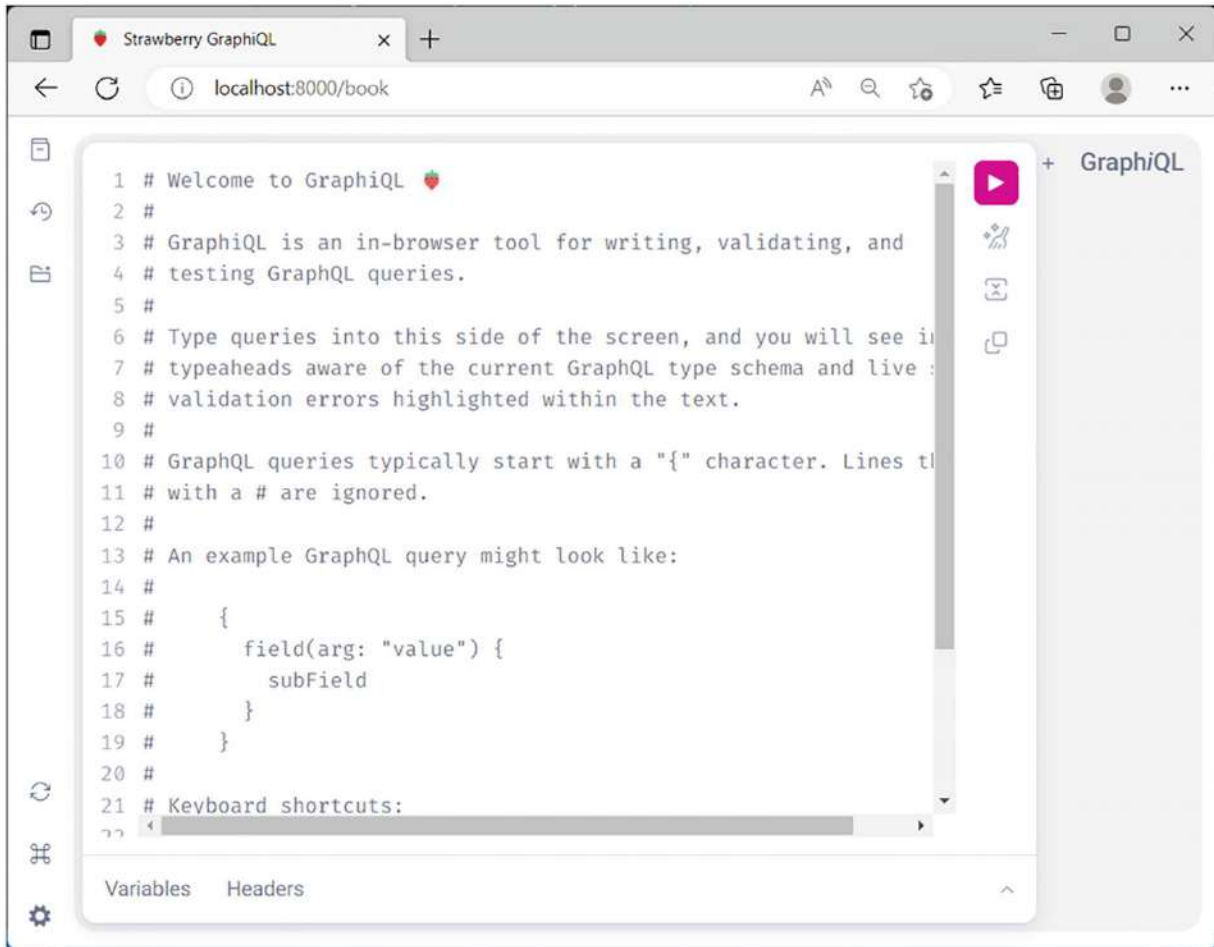 Strawberry GraphiQL
localhost:8000/book
GraphiQL
1 # Welcome to GraphiQL 🍓
2 #
3 # GraphiQL is an in-browser tool for writing, validating, and
4 # testing GraphQL queries.
5 #
6 # Type queries into this side of the screen, and you will see
7 # typeaheads aware of the current GraphQL type schema and live
8 # validation errors highlighted within the text.
9 #
10 # GraphQL queries typically start with a "{" character. Lines
11 # with a # are ignored.
12 #
13 # An example GraphQL query might look like:
14 #
15 #     {
16 #       field(arg: "value") {
17 #         subField
18 #       }
19 #     }
20 #
21 # Keyboard shortcuts:
22
Variables Headers